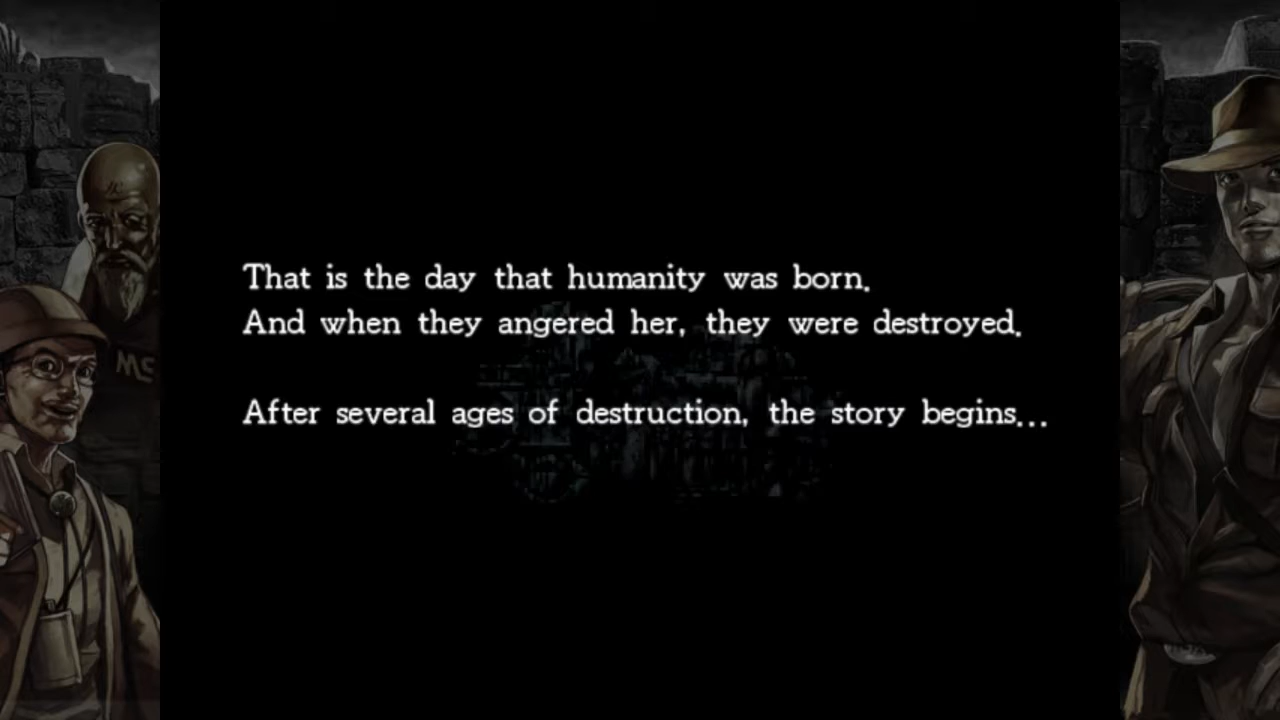 That is the day that humanity was born.
And when they angered her, they were destroyed.
After several ages of destruction, the story begins...